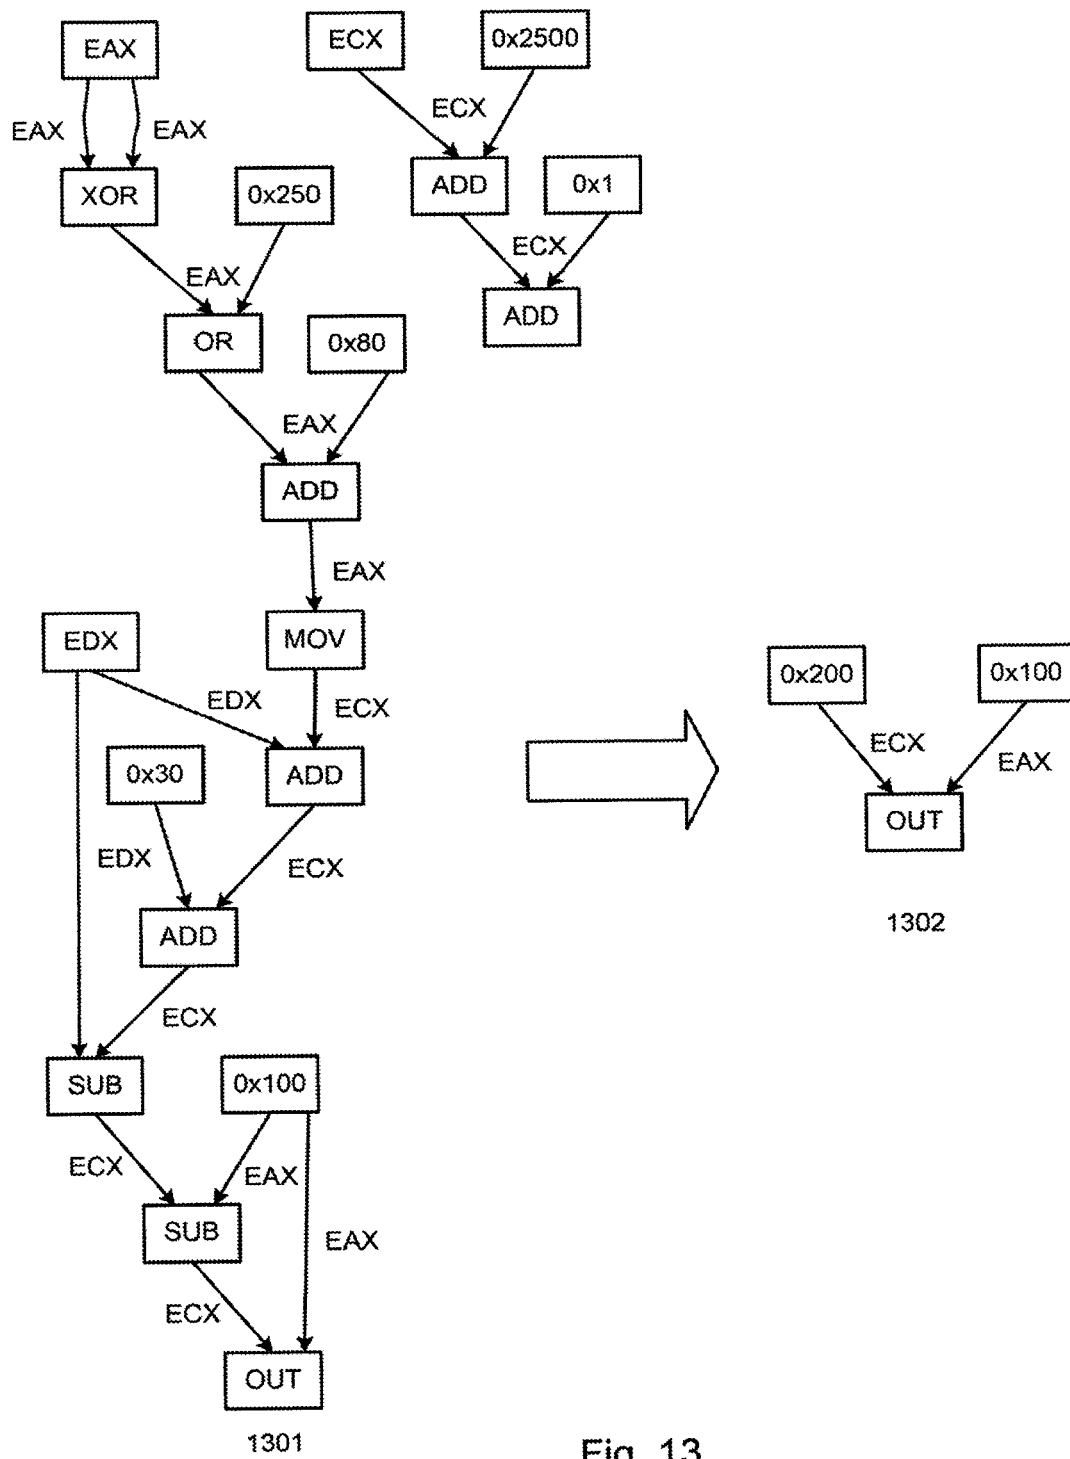 EAX
ECX
0x2500
EAX
EAX
ECX
XOR
0x250
ADD
0x1
EAX
ECX
OR
0x80
ADD
EAX
ADD
EAX
EDX
MOV
EDX
ECX
0x200
0x100
0x30
ADD
ECX
EAX
EDX
ECX
OUT
ADD
1302
ECX
SUB
0x100
ECX
EAX
SUB
EAX
ECX
OUT
1301
Fig. 13